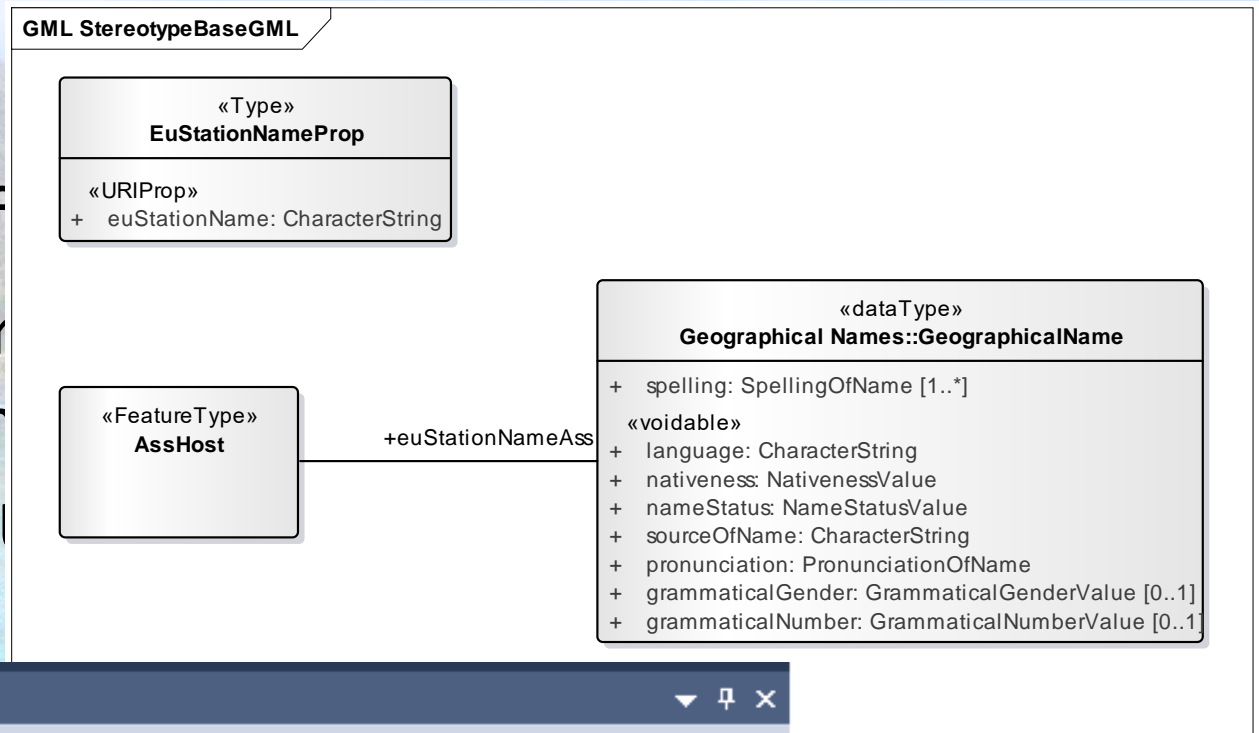 GML StereotypeBaseGML
«Type»
EuStationNameProp
«URIProp»
+ euStationName: CharacterString
«dataType»
Geographical Names::GeographicalName
+ spelling: SpellingOfName [1..*]
«voidable»
+ language: CharacterString
+ nativeness: NativenessValue
+ nameStatus: NameStatusValue
+ sourceOfName: CharacterString
+ pronunciation: PronunciationOfName
+ grammaticalGender: GrammaticalGenderValue [0..1]
+ grammaticalNumber: GrammaticalNumberValue [0..1]
«FeatureType»
AssHost
+euStationNameAss